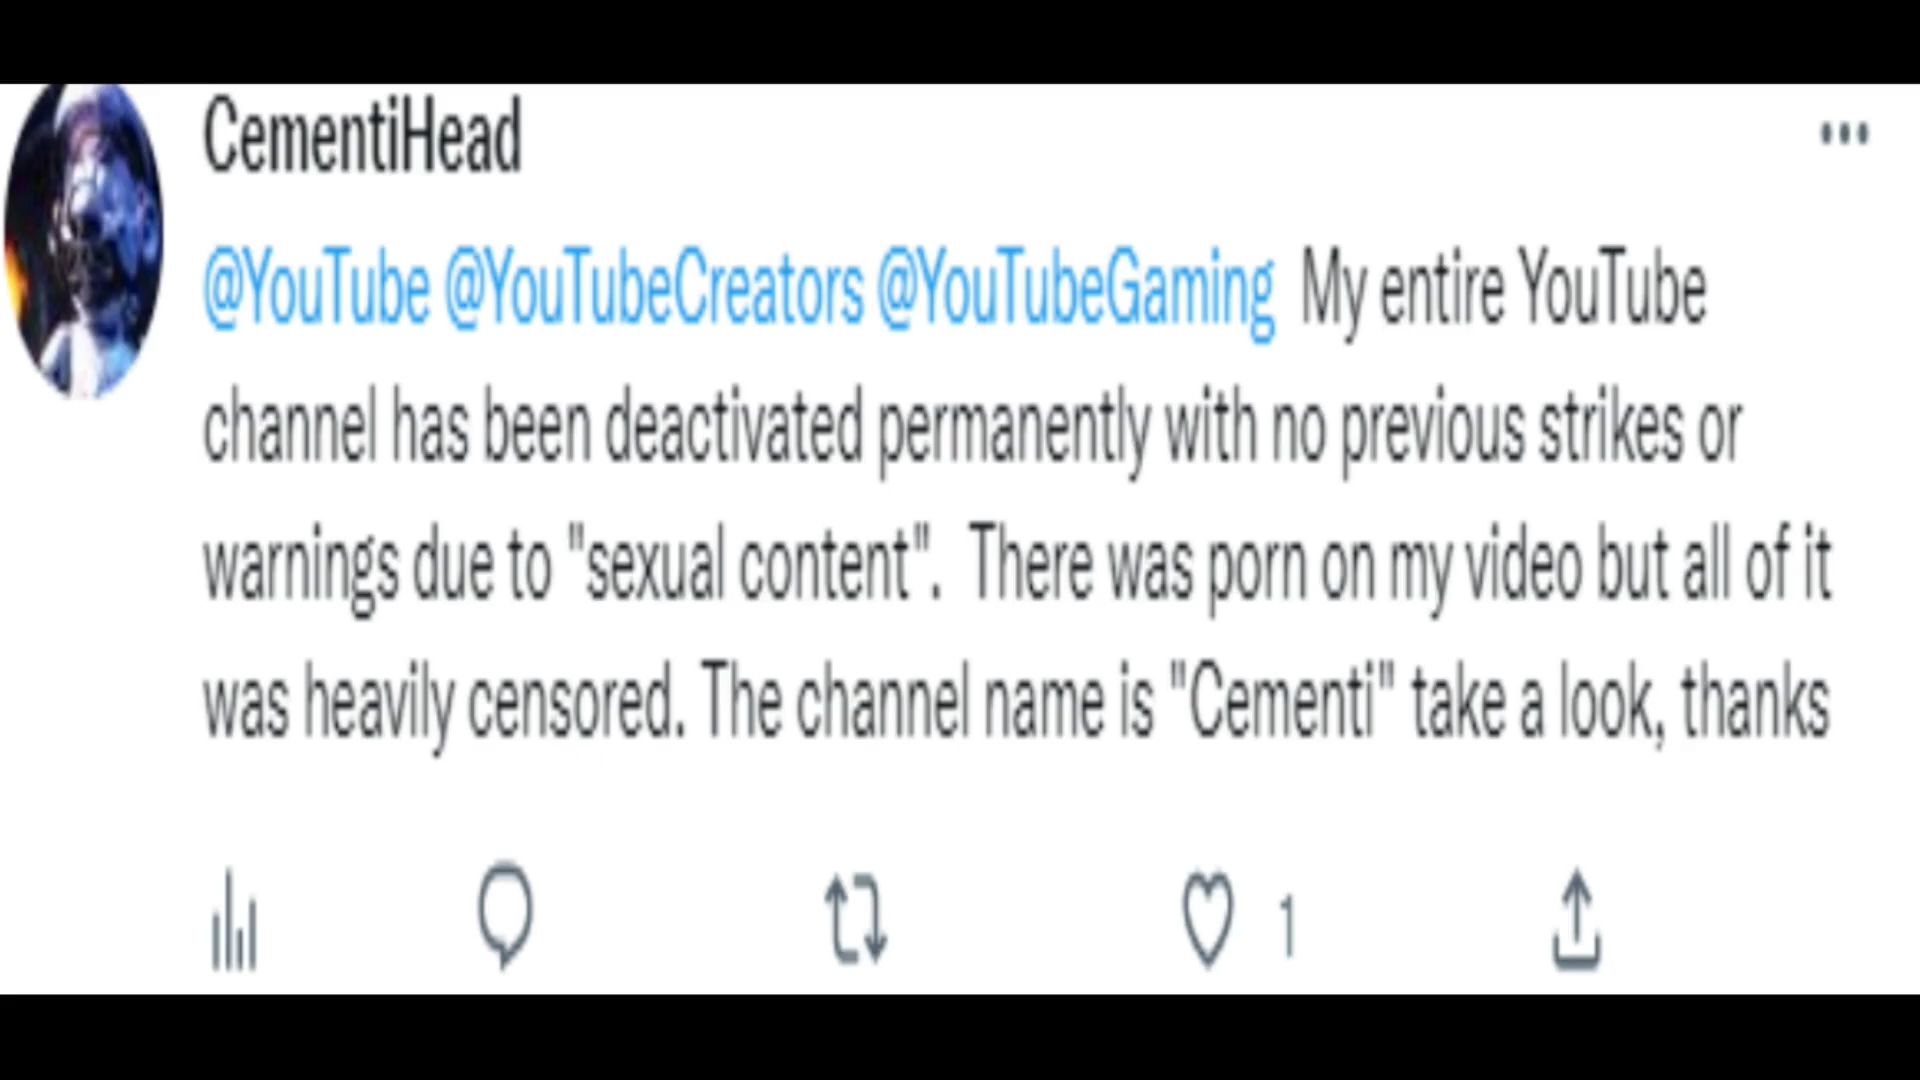 CementiHead
@YouTube @YouTubeCreators @YouTubeGaming My entire YouTube
channel has been deactivated permanently with no previous strikes or
warnings due to "sexual content". There was porn on my video but all of it
was heavily censored. The channel name is "Cementi" take a look, thanks
1